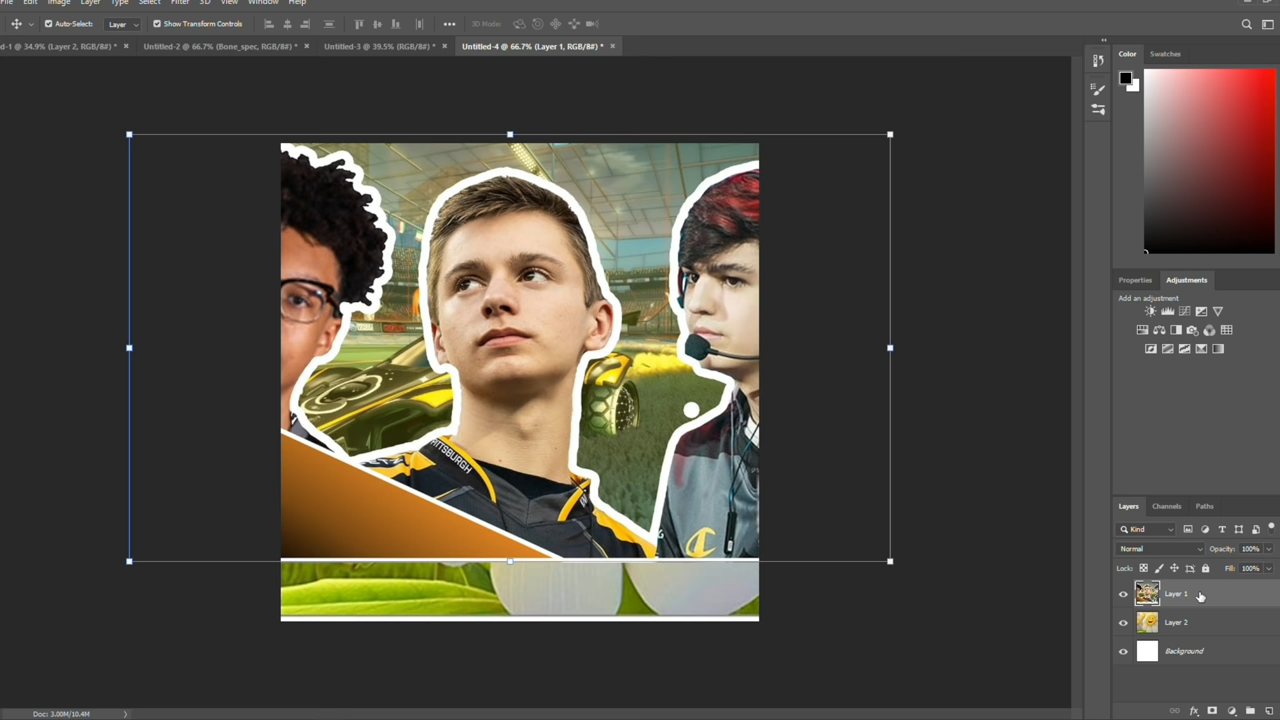 File Edit Image Layer Type Select Filter 3D View Window Help
Auto-Select: Layer Show Transform Controls 3D Mode:
d-1 @ 34.9% (Layer 2, RGB/8#) * × Untitled-2 @ 66.7% (Bone_spec, RGB/8#) * × Untitled-3 @ 39.5% (RGB/8#) * × Untitled-4 @ 66.7% (Layer 1, RGB/8#) * ×
Color Swatches
Properties Adjustments
Add an adjustment
PITTSBURGH
Layers Channels Paths
Kind
Normal Opacity: 100%
Lock: Fill: 100%
Layer 1
Layer 2
Background
fx
Doc: 3.00M/10.4M